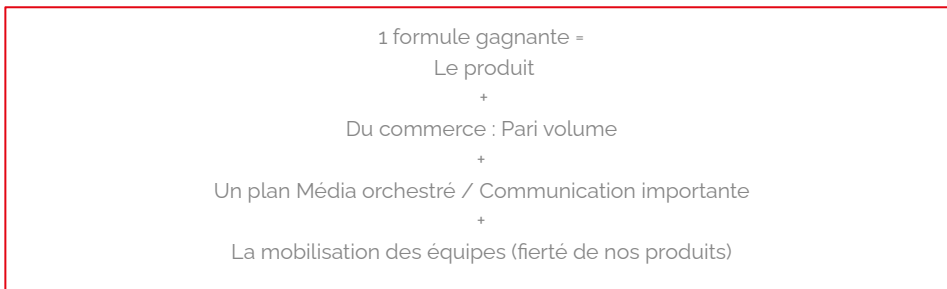 1 formule gagnante =
Le produit
+
Du commerce : Pari volume
+
Un plan Média orchestré / Communication importante
+
La mobilisation des équipes (fierté de nos produits)